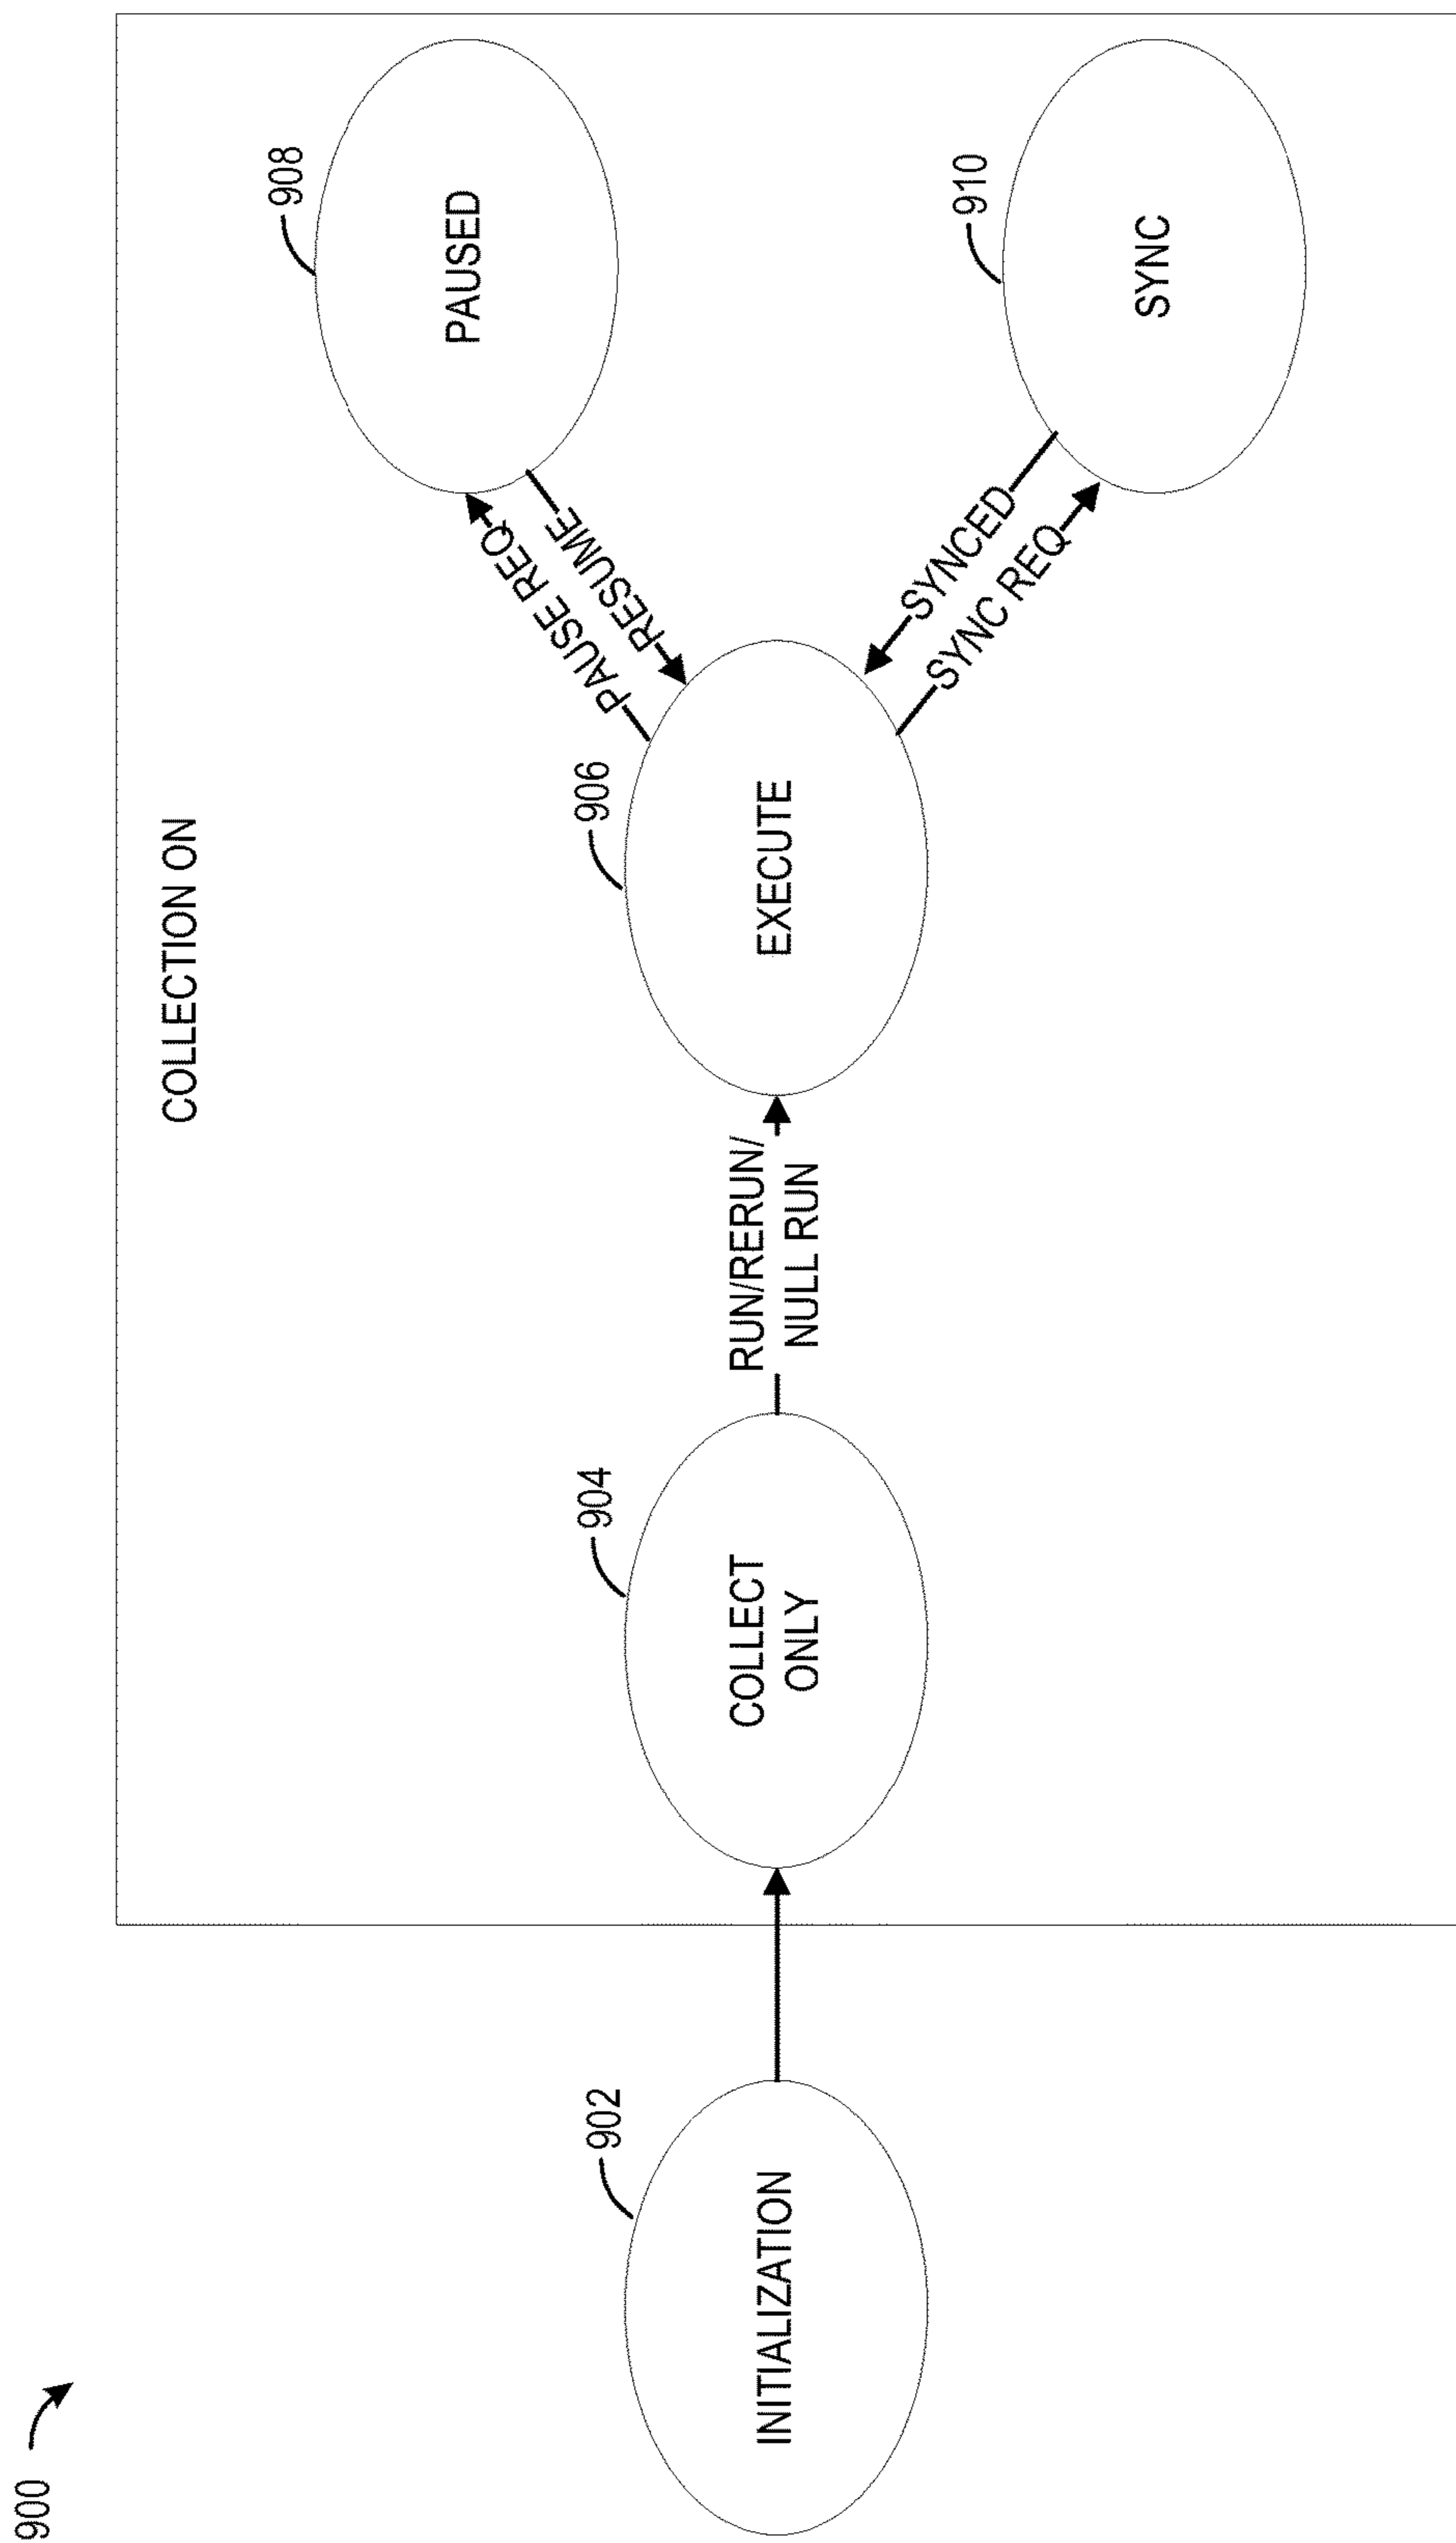 900
COLLECTION ON
902
INITIALIZATION
904
COLLECT
ONLY
RUN/RERUN/
NULL RUN
906
EXECUTE
PAUSE REQ
RESUME
908
PAUSED
SYNCED
SYNC REQ
910
SYNC